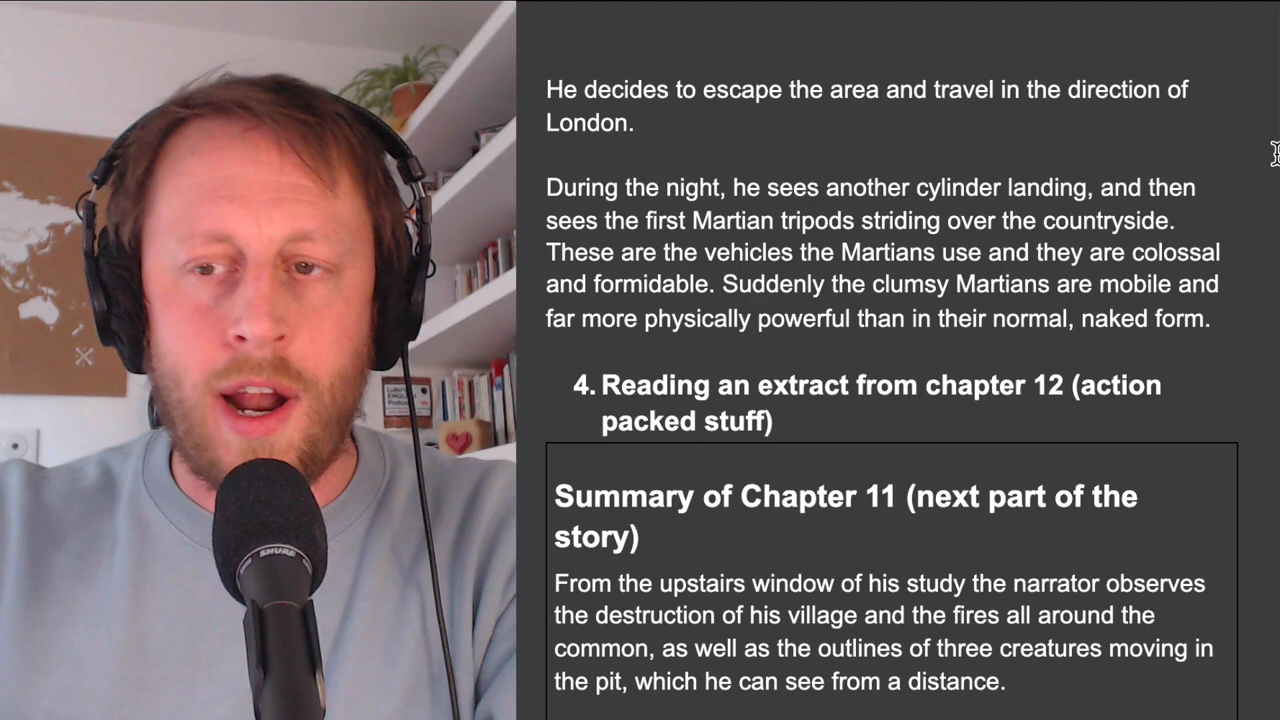 He decides to escape the area and travel in the direction of
London.
During the night, he sees another cylinder landing, and then
sees the first Martian tripods striding over the countryside.
These are the vehicles the Martians use and they are colossal
and formidable. Suddenly the clumsy Martians are mobile and
far more physically powerful than in their normal, naked form.
4. Reading an extract from chapter 12 (action
packed stuff)
Summary of Chapter 11 (next part of the
story)
From the upstairs window of his study the narrator observes
the destruction of his village and the fires all around the
common, as well as the outlines of three creatures moving in
the pit, which he can see from a distance.
SHURE